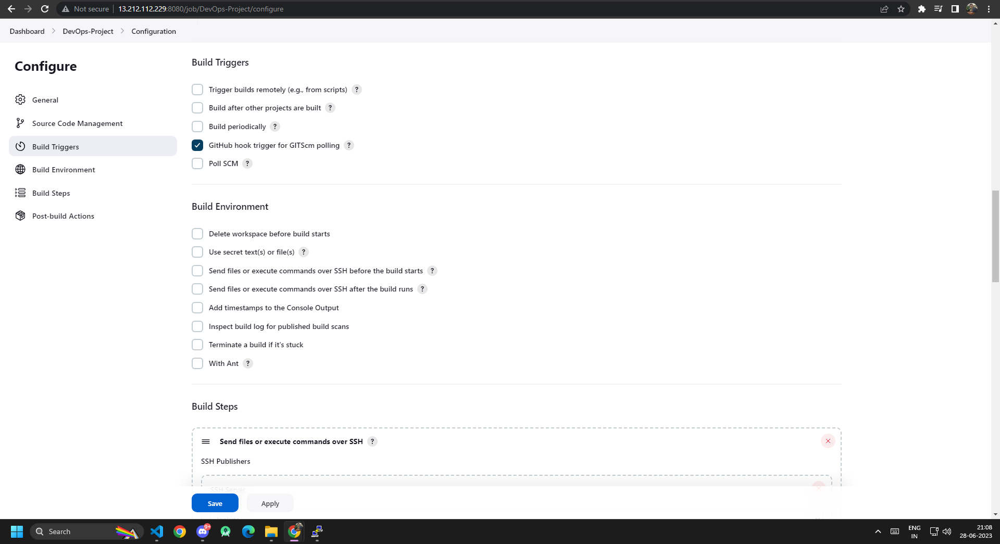 Not secure
13.212.112.229:8080/job/DevOps-Project/configure
Dashboard > DevOps-Project > Configuration
Configure
General
Source Code Management
Build Triggers
Build Environment
Build Steps
Post-build Actions
Build Triggers
Trigger builds remotely (e.g., from scripts) ?
Build after other projects are built ?
Build periodically ?
GitHub hook trigger for GITScm polling ?
Poll SCM ?
Build Environment
Delete workspace before build starts
Use secret text(s) or file(s) ?
Send files or execute commands over SSH before the build starts ?
Send files or execute commands over SSH after the build runs ?
Add timestamps to the Console Output
Inspect build log for published build scans
Terminate a build if it's stuck
With Ant ?
Build Steps
Send files or execute commands over SSH ?
SSH Publishers
SSH Server
Save
Apply
Search
9+
ENG
IN
21:08
28-06-2023